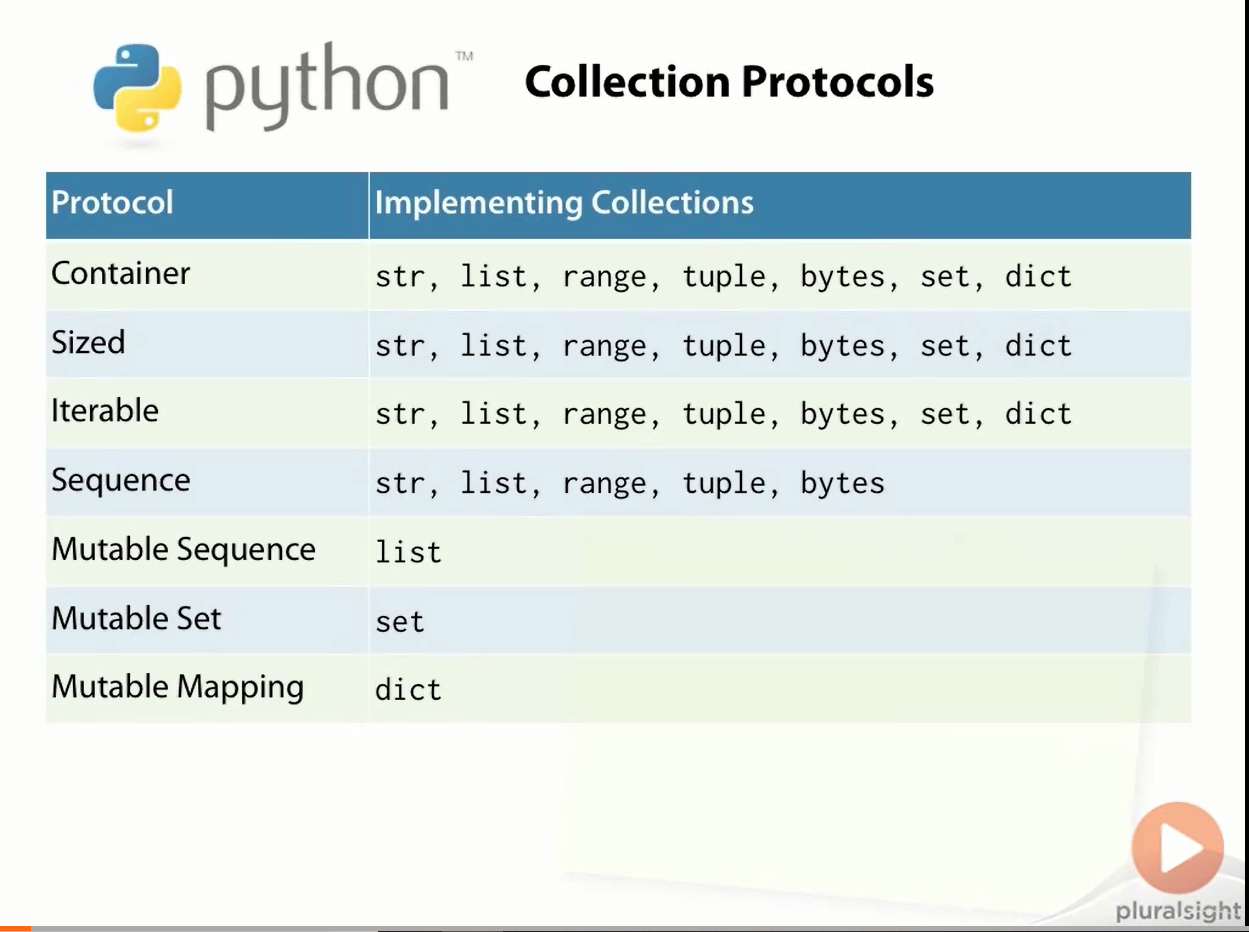 python™
Collection Protocols
Protocol Implementing Collections
Container str, list, range, tuple, bytes, set, dict
Sized str, list, range, tuple, bytes, set, dict
Iterable str, list, range, tuple, bytes, set, dict
Sequence str, list, range, tuple, bytes
Mutable Sequence list
Mutable Set set
Mutable Mapping dict
pluralsight